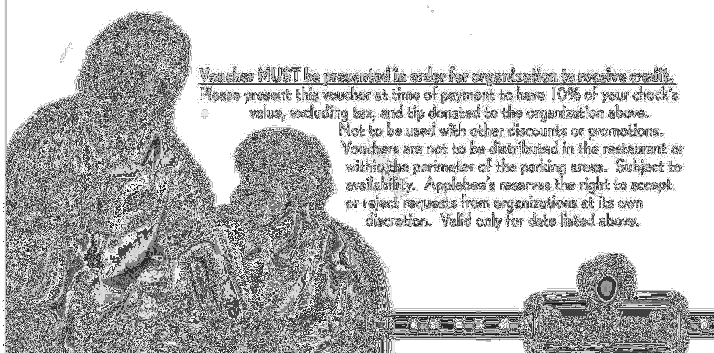 Voucher MUST be presented in order for organization to receive credit.
Please present this voucher at time of payment to have 10% of your check's
value, excluding tax, and tip donated to the organization above.
Not to be used with other discounts or promotions.
Vouchers are not to be distributed in the restaurant or
within the perimeter of the parking areas. Subject to
availability. Applebee's reserves the right to accept
or reject requests from organizations at its own
discretion. Valid only for date listed above.